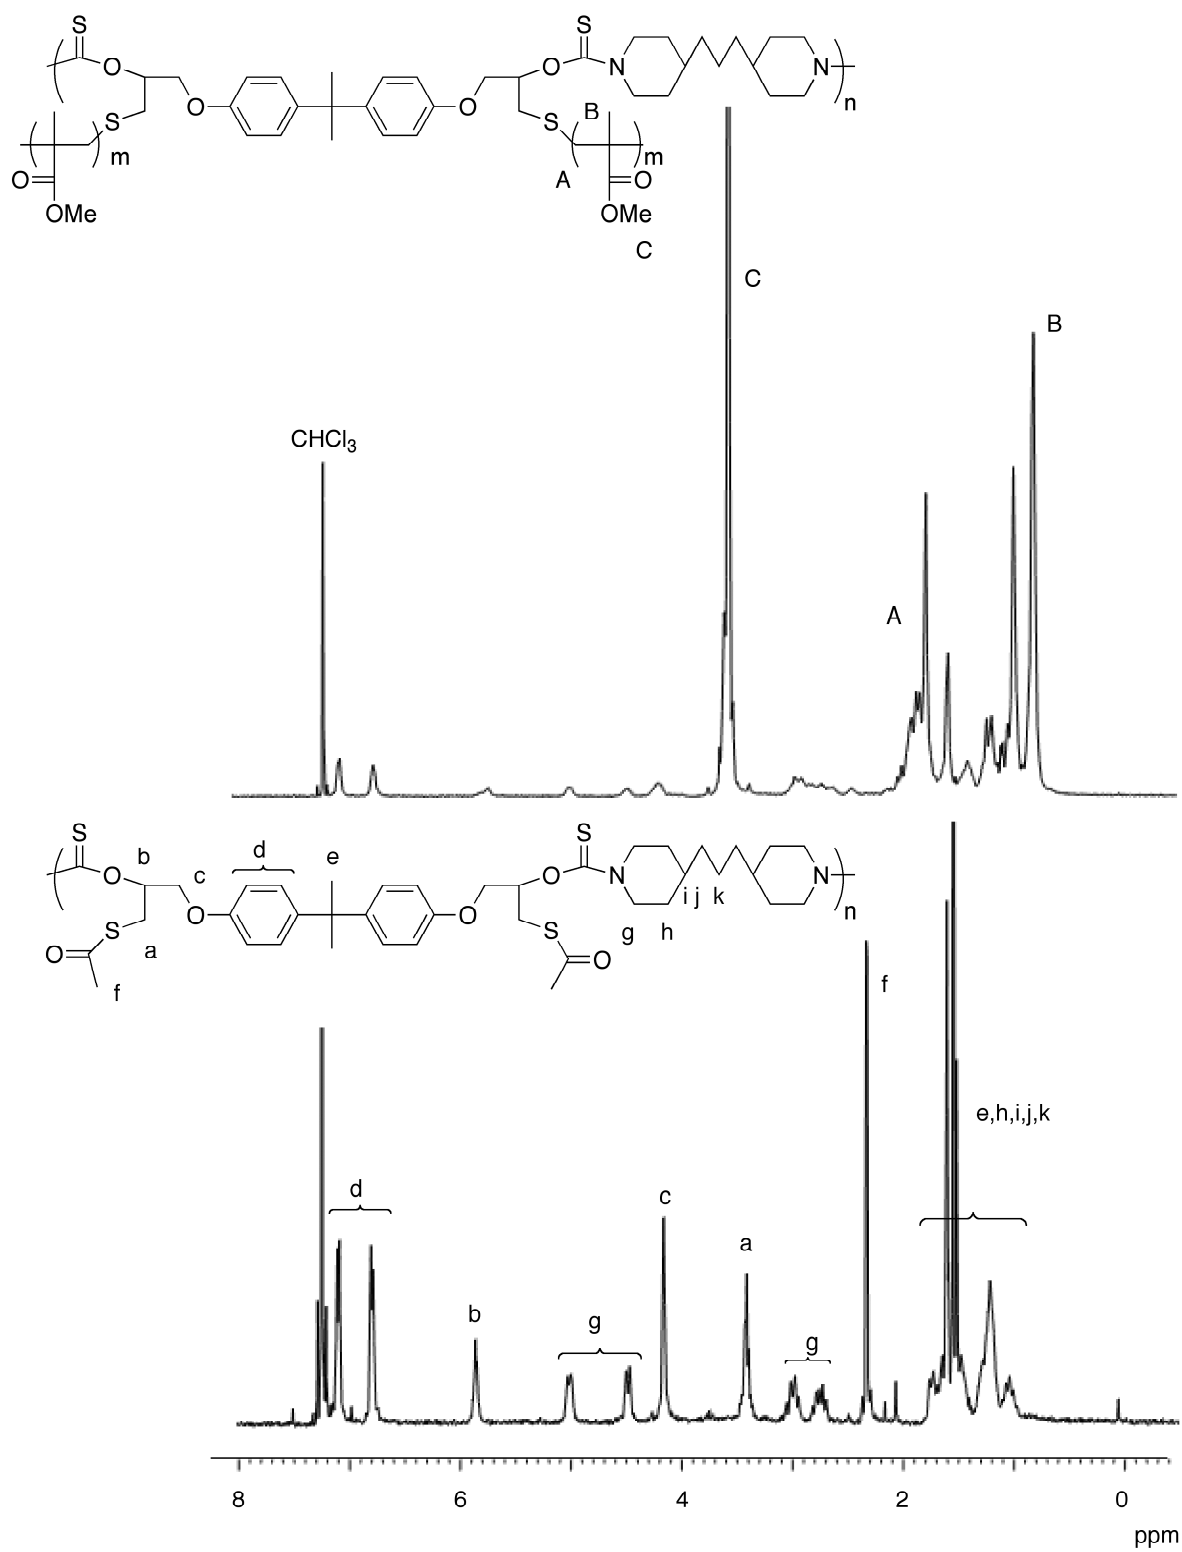 S S
O O N N
n
O O
S S B
m m
O A O
OMe OMe
C
C
B
CHCl3
A
S S
b d e
c
O O N N
i j k
n
O O
S S g h
O a O
f
f
e,h,i,j,k
d
c
a
b
g
g
8 6 4 2 0
ppm